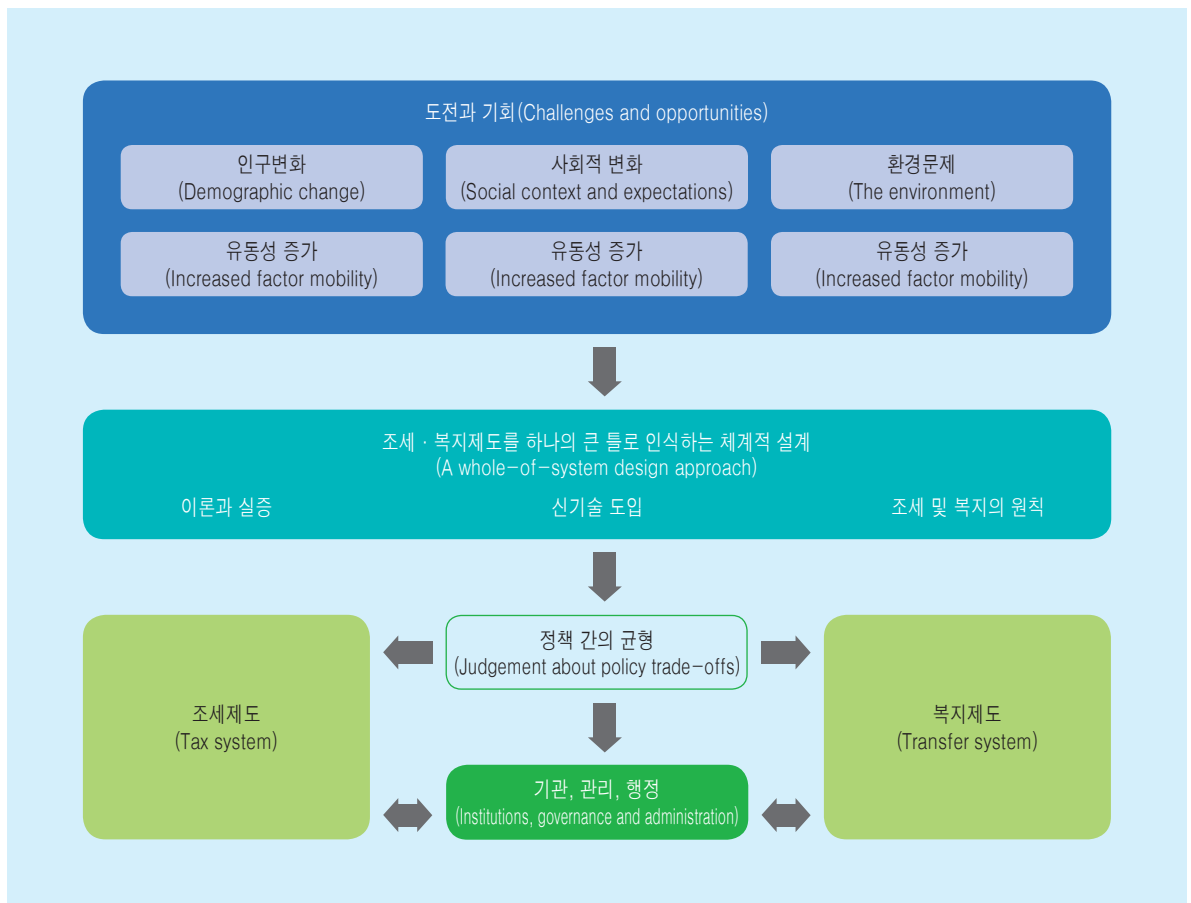 도전과 기회(Challenges and opportunities)
인구변화
(Demographic change)
사회적 변화
(Social context and expectations)
환경문제
(The environment)
유동성 증가
(Increased factor mobility)
유동성 증가
(Increased factor mobility)
유동성 증가
(Increased factor mobility)
조세 · 복지제도를 하나의 큰 틀로 인식하는 체계적 설계
(A whole-of-system design approach)
이론과 실증
신기술 도입
조세 및 복지의 원칙
정책 간의 균형
(Judgement about policy trade-offs)
조세제도
(Tax system)
복지제도
(Transfer system)
기관, 관리, 행정
(Institutions, governance and administration)